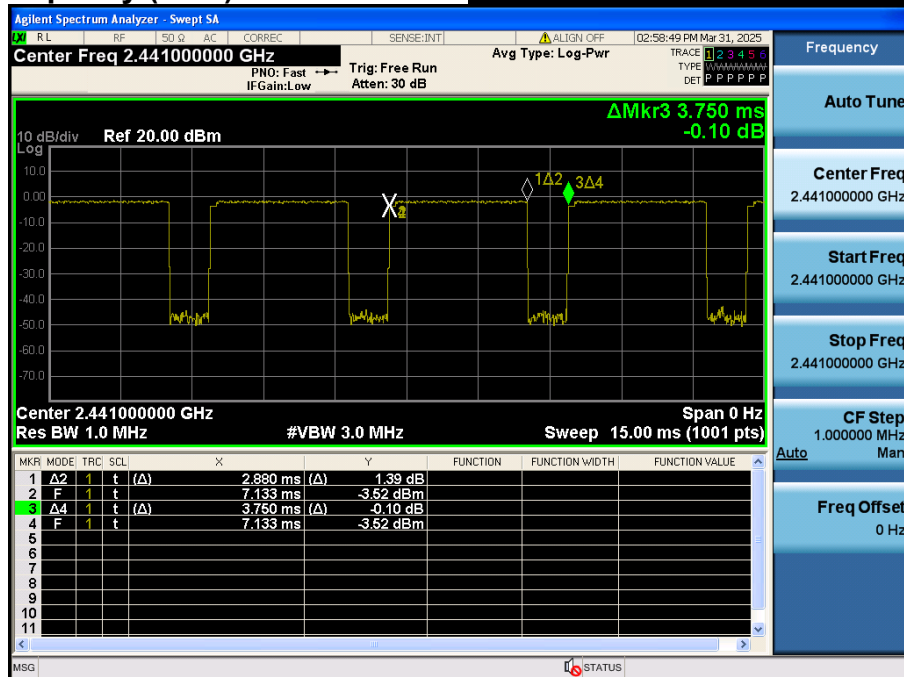 Agilent Spectrum Analyzer - Swept SA
LXI RL RF 50 Ω AC CORREC SENSE:INT ALIGN OFF 02:58:49 PM Mar 31, 2025
Center Freq 2.441000000 GHz
PNO: Fast
IFGain:Low
Trig: Free Run
Atten: 30 dB
Avg Type: Log-Pwr
TRACE 1 2 3 4 5 6
TYPE
DET P P P P P P
ΔMkr3 3.750 ms
-0.10 dB
10 dB/div Ref 20.00 dBm
Log
10.0
0.00
-10.0
-20.0
-30.0
-40.0
-50.0
-60.0
-70.0
1Δ2 3Δ4
Center 2.441000000 GHz Span 0 Hz
Res BW 1.0 MHz #VBW 3.0 MHz Sweep 15.00 ms (1001 pts)
MKR MODE TRC SCL X Y FUNCTION FUNCTION WIDTH FUNCTION VALUE
1 Δ2 1 t (Δ) 2.880 ms (Δ) 1.39 dB
2 F 1 t 7.133 ms -3.52 dBm
3 Δ4 1 t (Δ) 3.750 ms (Δ) -0.10 dB
4 F 1 t 7.133 ms -3.52 dBm
5
6
7
8
9
10
11
MSG STATUS
Frequency
Auto Tune
Center Freq
2.441000000 GHz
Start Freq
2.441000000 GHz
Stop Freq
2.441000000 GHz
CF Step
1.000000 MHz
Auto Man
Freq Offset
0 Hz